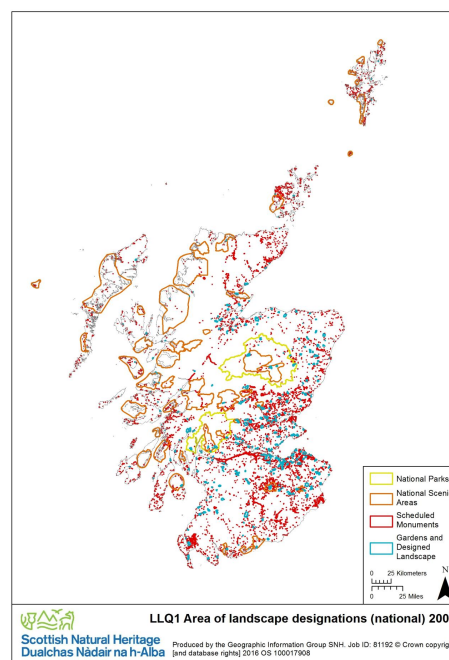 National Parks
National Sceni
Areas
Scheduled
Monuments
Gardens and
Designed
Landscape
0 25 Kilometers
0 25 Miles
N
LLQ1 Area of landscape designations (national) 200
Scottish Natural Heritage
Dualchas Nàdair na h-Alba
Produced by the Geographic Information Group SNH. Job ID: 81192 © Crown copyrig
[and database rights] 2016 OS 100017908